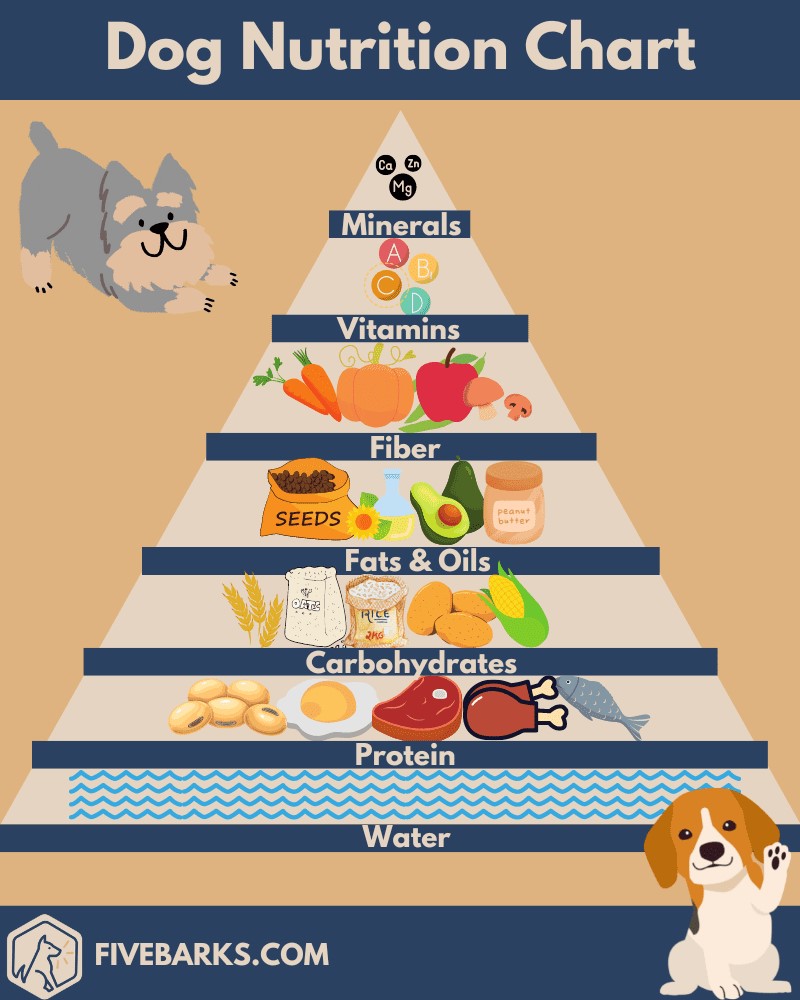 Dog Nutrition Chart
Ca
Zn
Mg
Minerals
A
B₁
C
D
Vitamins
Fiber
SEEDS
peanut
butter
Fats & Oils
OATS
RICE
2KG
Carbohydrates
Protein
Water
FIVEBARKS.COM